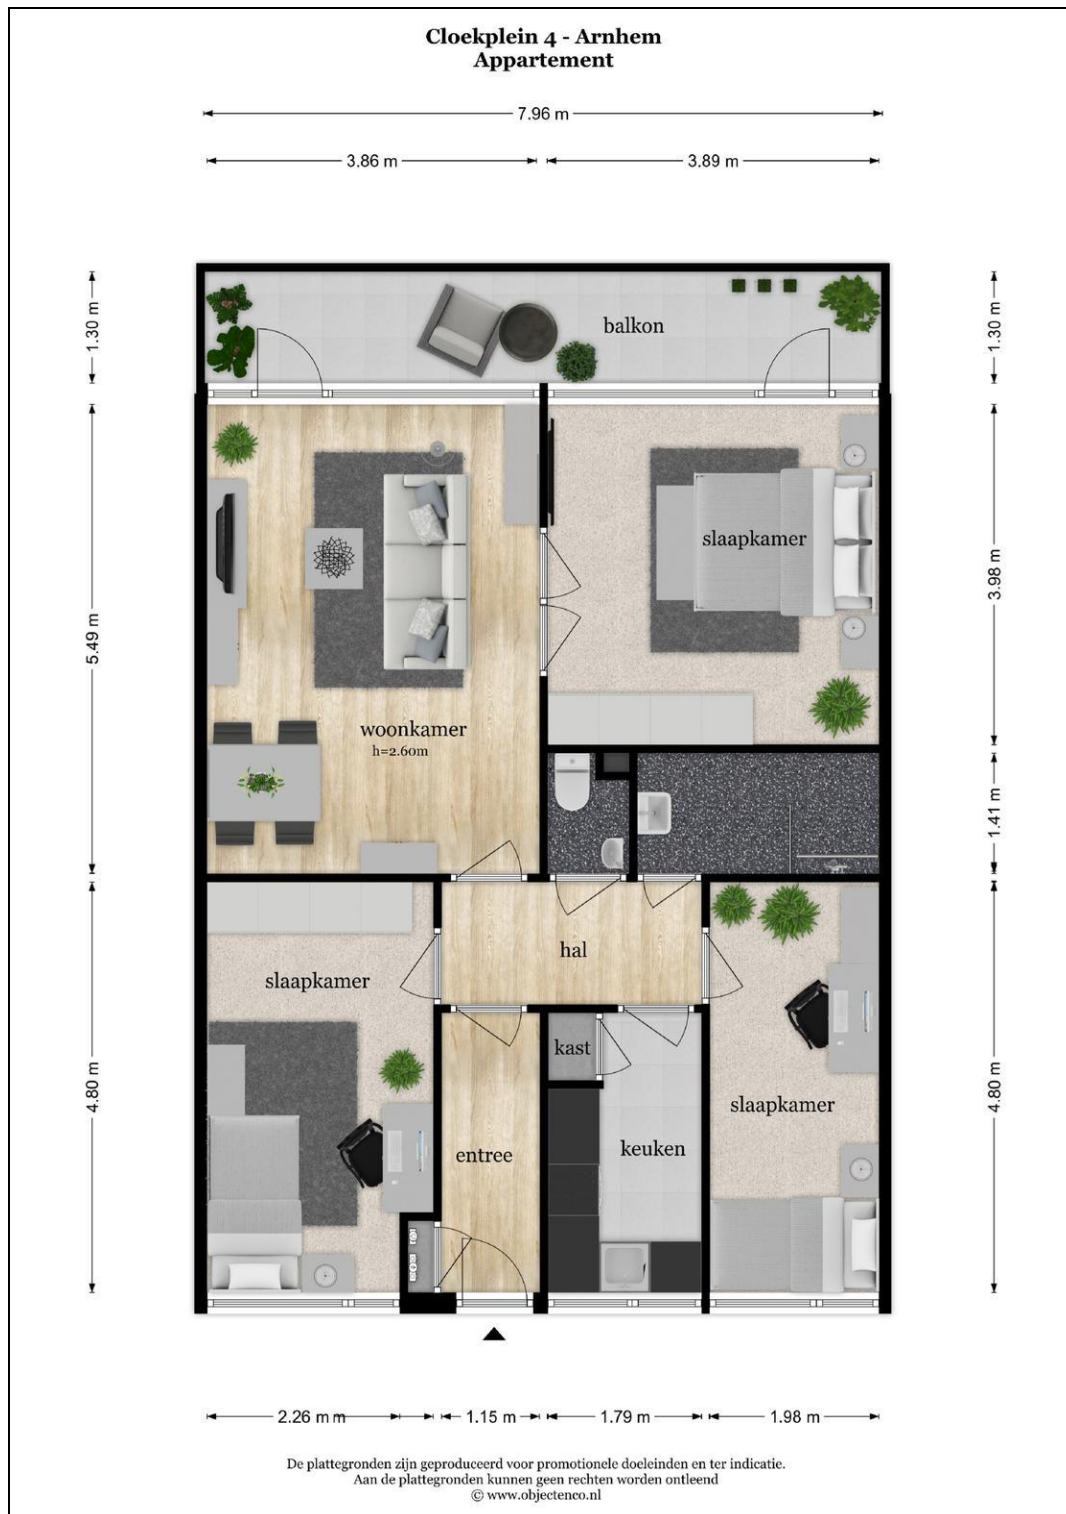 Cloekplein 4 - Arnhem
Appartement
7.96 m
3.86 m
3.89 m
1.30 m
balkon
1.30 m
slaapkamer
3.98 m
5.49 m
woonkamer
h=2.60m
1.41 m
hal
slaapkamer
kast
4.80 m
slaapkamer
4.80 m
keuken
entree
2.26 m
m
1.15 m
1.79 m
1.98 m
De plattegronden zijn geproduceerd voor promotionele doeleinden en ter indicatie.
Aan de plattegronden kunnen geen rechten worden ontleend
© www.objectenco.nl